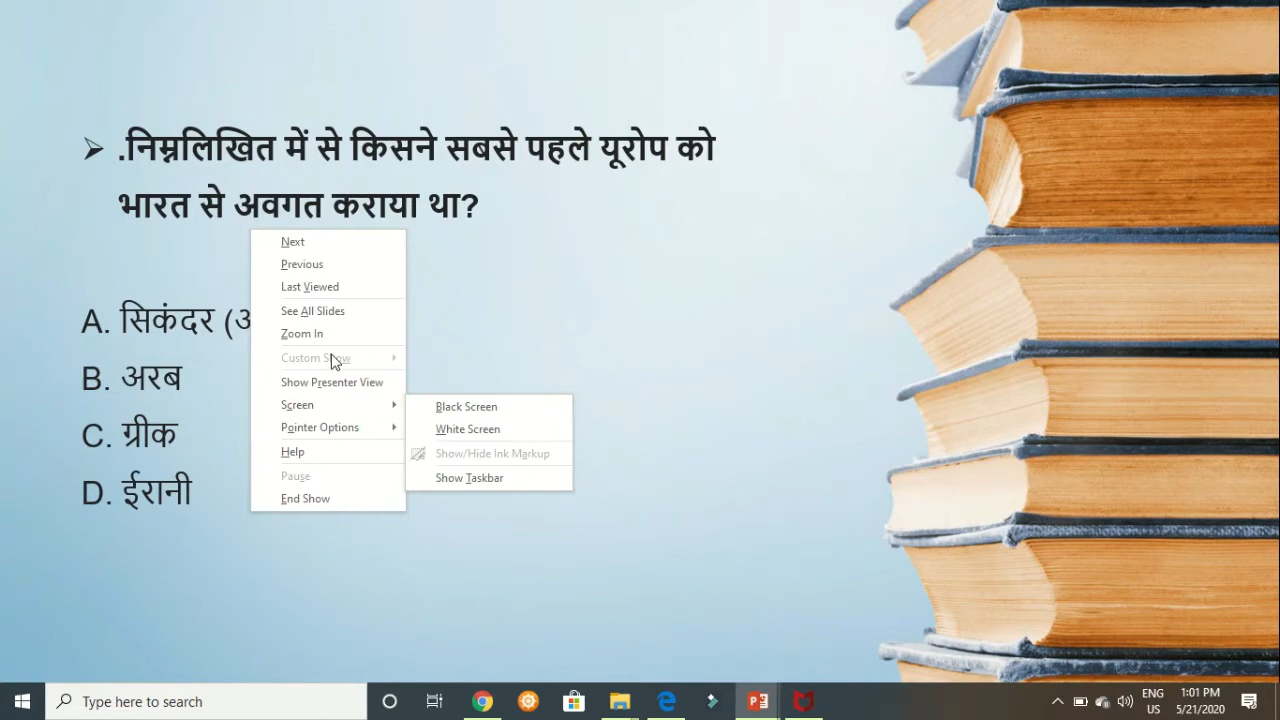 ➢ .निम्नलिखित में से किसने सबसे पहले यूरोप को
भारत से अवगत कराया था?
A. सिकंदर (अ
B. अरब
C. ग्रीक
D. ईरानी
Next
Previous
Last Viewed
See All Slides
Zoom In
Custom Show
Show Presenter View
Screen
Pointer Options
Help
Pause
End Show
Black Screen
White Screen
Show/Hide Ink Markup
Show Taskbar
Type here to search
ENG
US
1:01 PM
5/21/2020